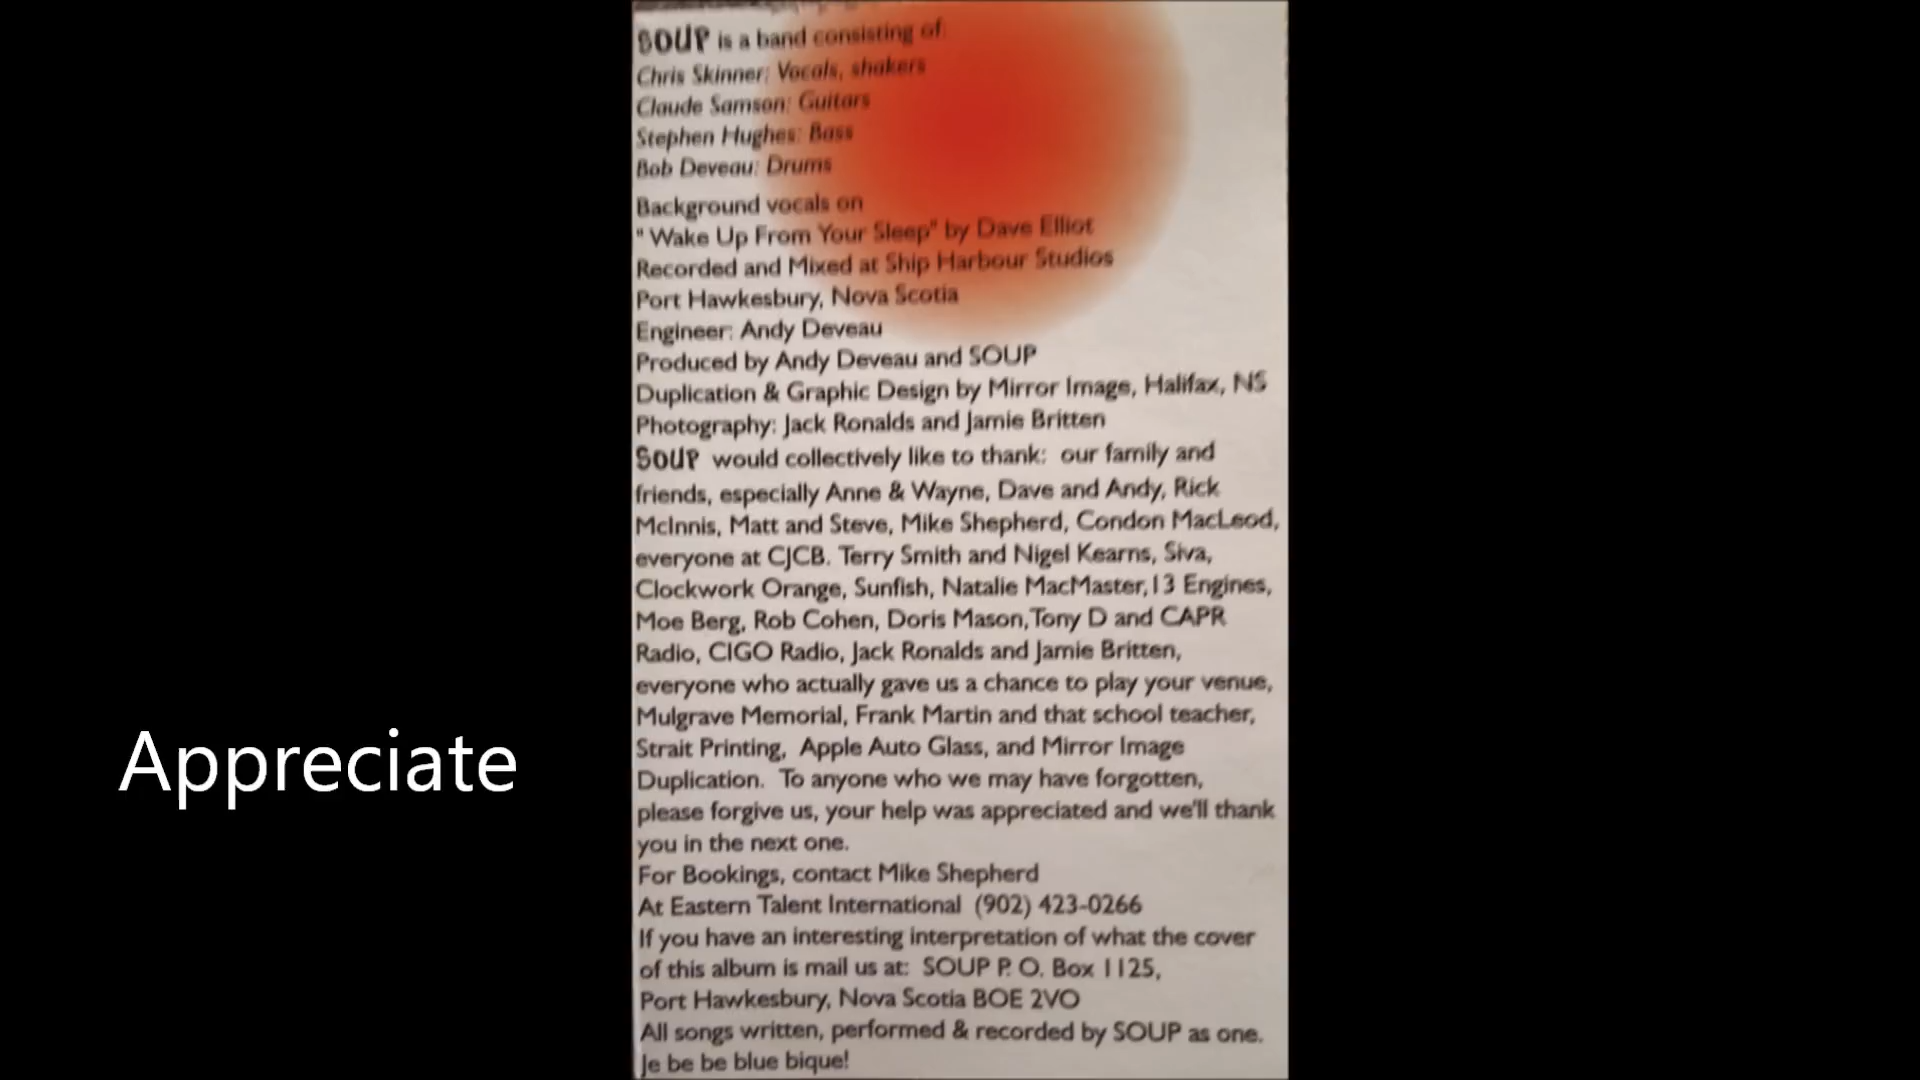 SOUP is a band consisting of:
Chris Skinner: Vocals, shakers
Claude Samson: Guitars
Stephen Hughes: Bass
Bob Deveau: Drums
Background vocals on
" Wake Up From Your Sleep" by Dave Elliot
Recorded and Mixed at Ship Harbour Studios
Port Hawkesbury, Nova Scotia
Engineer: Andy Deveau
Produced by Andy Deveau and SOUP
Duplication & Graphic Design by Mirror Image, Halifax, NS
Photography: Jack Ronalds and Jamie Britten
SOUP would collectively like to thank: our family and
friends, especially Anne & Wayne, Dave and Andy, Rick
McInnis, Matt and Steve, Mike Shepherd, Condon MacLeod,
everyone at CJCB. Terry Smith and Nigel Kearns, Siva,
Clockwork Orange, Sunfish, Natalie MacMaster,13 Engines,
Moe Berg, Rob Cohen, Doris Mason,Tony D and CAPR
Radio, CIGO Radio, Jack Ronalds and Jamie Britten,
everyone who actually gave us a chance to play your venue,
Mulgrave Memorial, Frank Martin and that school teacher,
Strait Printing, Apple Auto Glass, and Mirror Image
Duplication. To anyone who we may have forgotten,
please forgive us, your help was appreciated and we'll thank
you in the next one.
For Bookings, contact Mike Shepherd
At Eastern Talent International (902) 423-0266
If you have an interesting interpretation of what the cover
of this album is mail us at: SOUP P. O. Box 1125,
Port Hawkesbury, Nova Scotia BOE 2VO
All songs written, performed & recorded by SOUP as one.
Je be be blue bique!
Appreciate